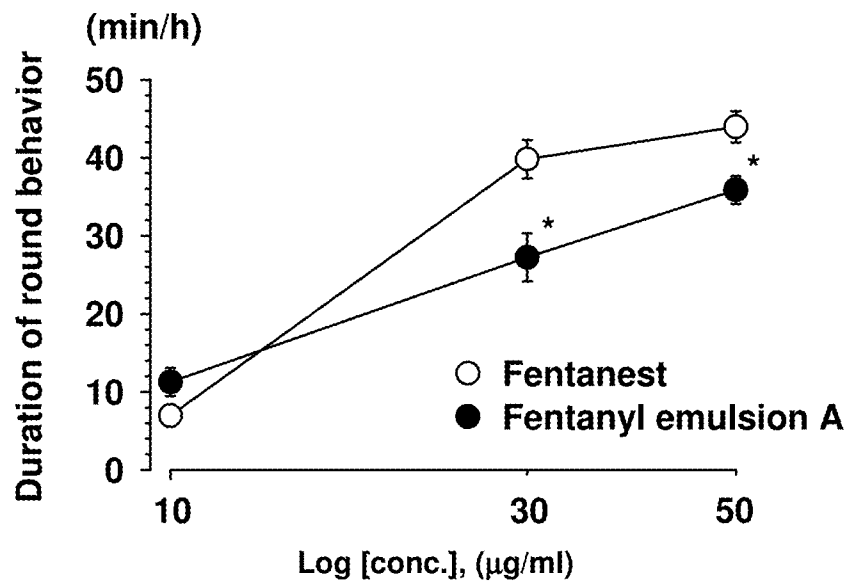 (min/h)
Duration of round behavior
50
40
30
20
10
0
*
*
Fentanest
Fentanyl emulsion A
10 30 50
Log [conc.], (μg/ml)